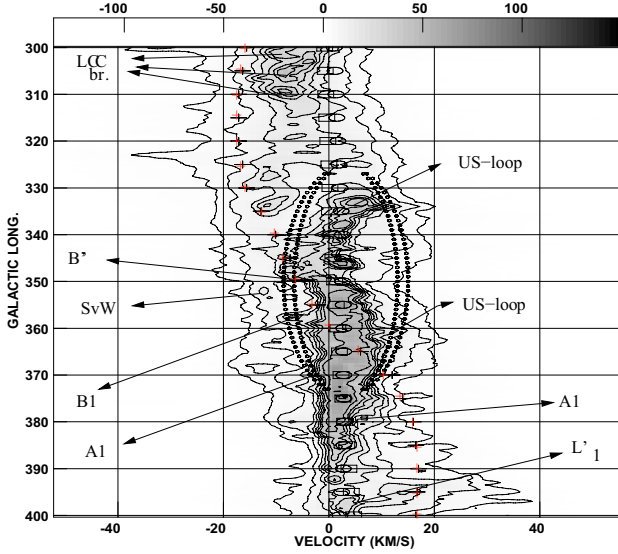 -100 -50 0 50 100
300
310
320
330
340
350
360
370
380
390
400
GALACTIC LONG.
LCC
br.
US-loop
B'
SvW
US-loop
B1
A1
A1
L' 1
-40 -20 0 20 40
VELOCITY (KM/S)